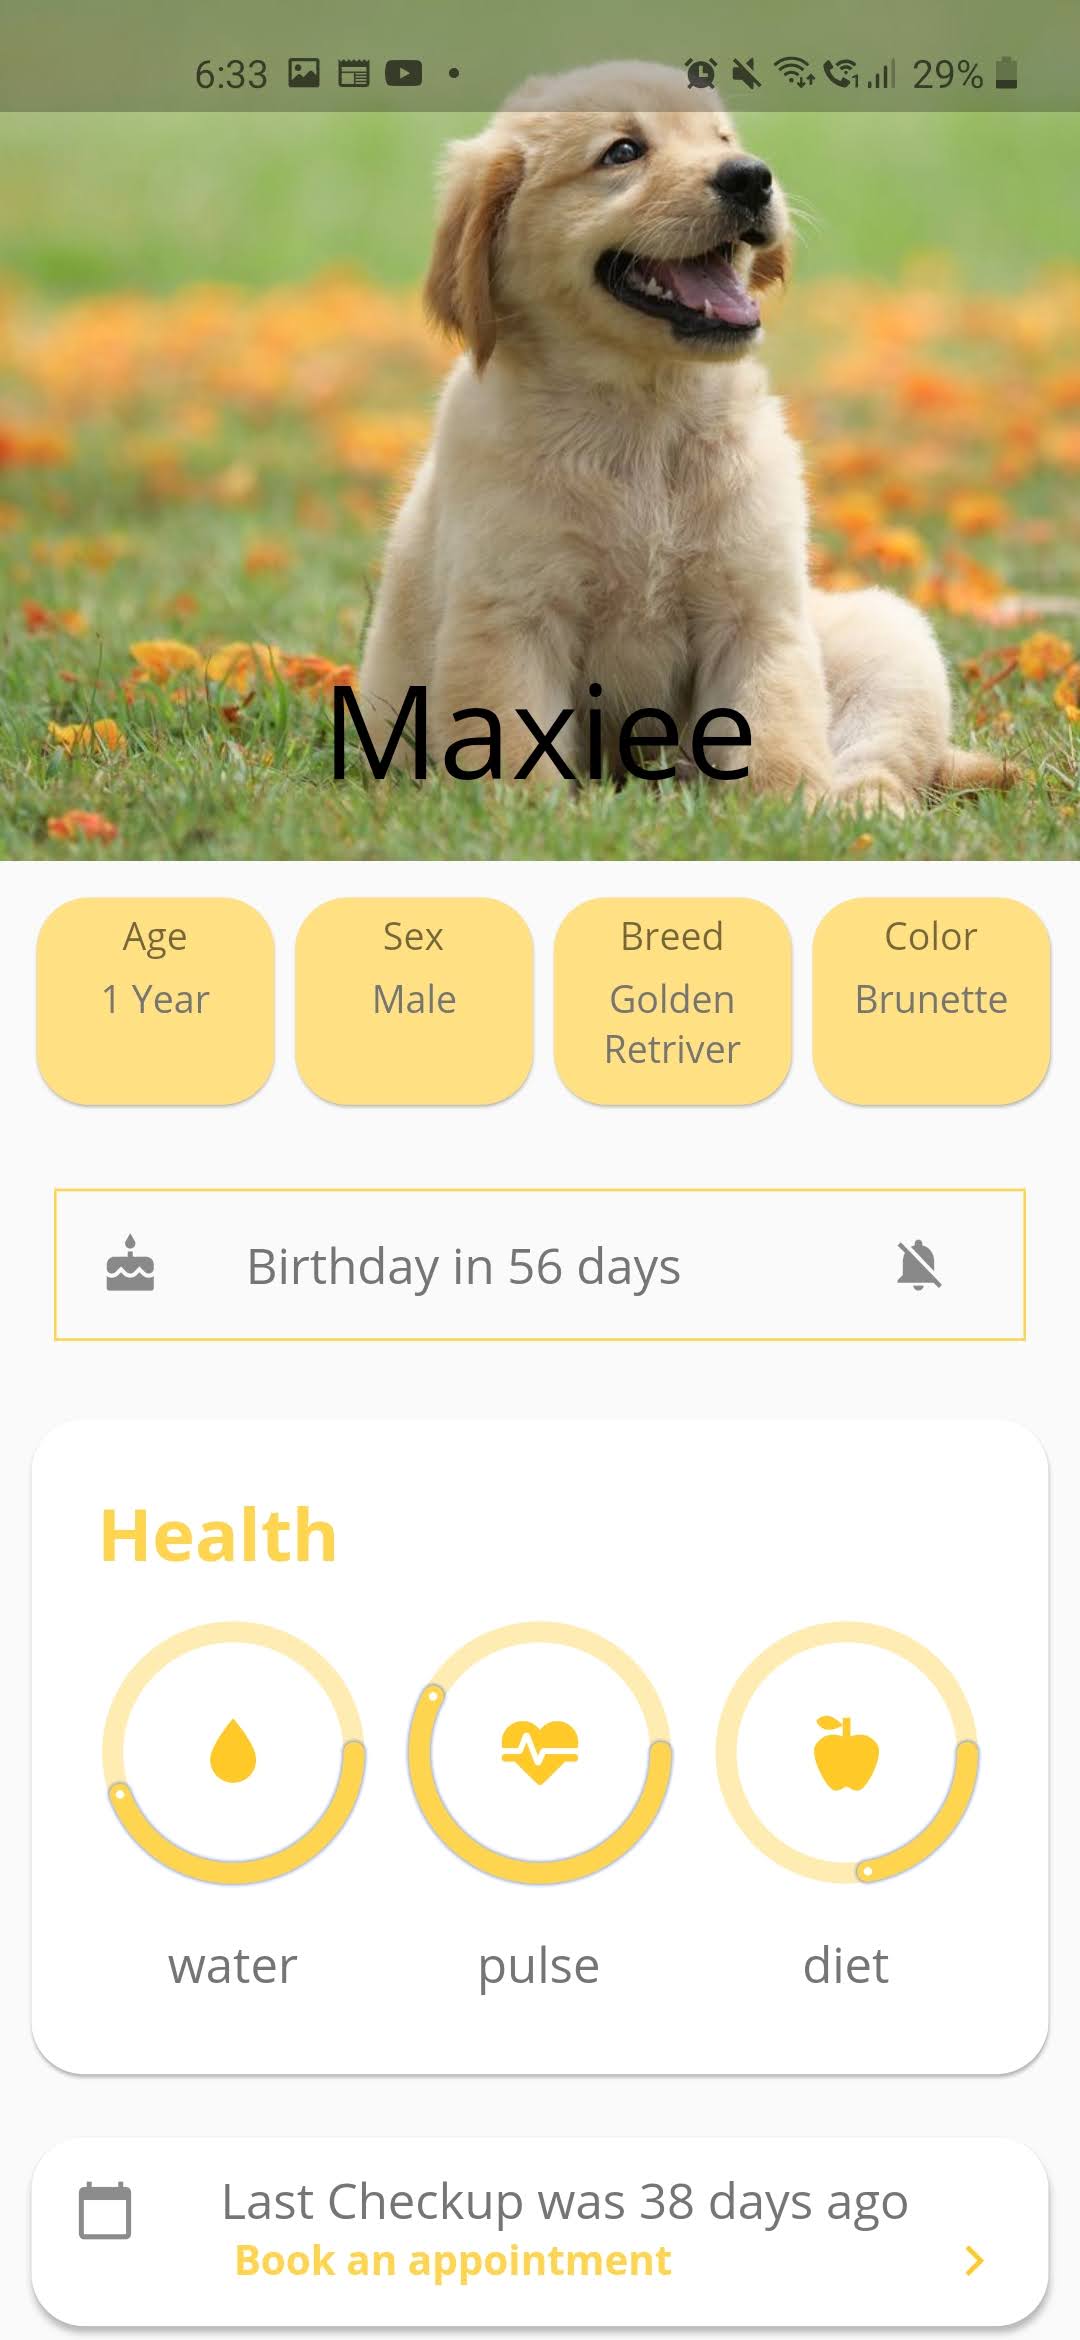 6:33
29%
Maxiee
Age
1 Year
Sex
Male
Breed
Golden
Retriver
Color
Brunette
Birthday in 56 days
Health
water
pulse
diet
Last Checkup was 38 days ago
Book an appointment